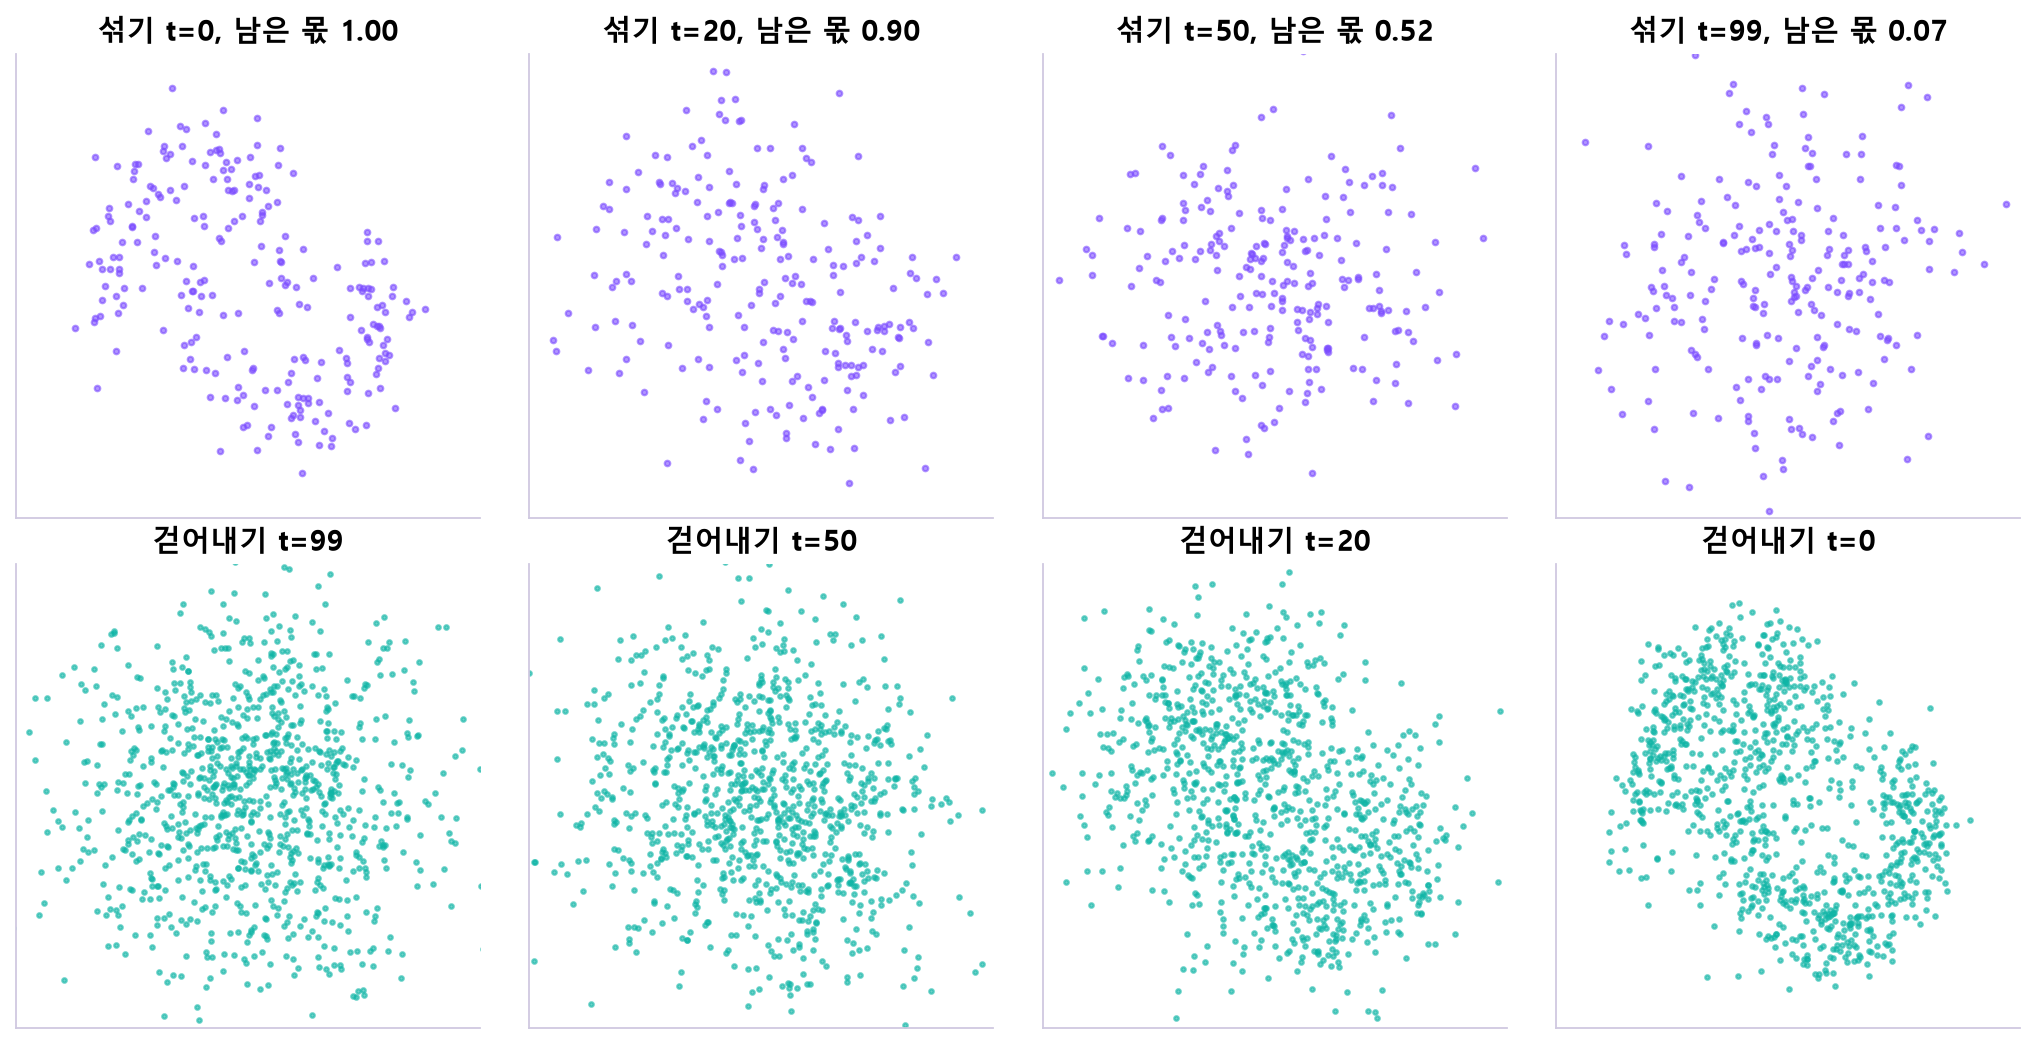 섞기 t=0, 남은 몫 1.00
섞기 t=20, 남은 몫 0.90
섞기 t=50, 남은 몫 0.52
섞기 t=99, 남은 몫 0.07
걷어내기 t=99
걷어내기 t=50
걷어내기 t=20
걷어내기 t=0